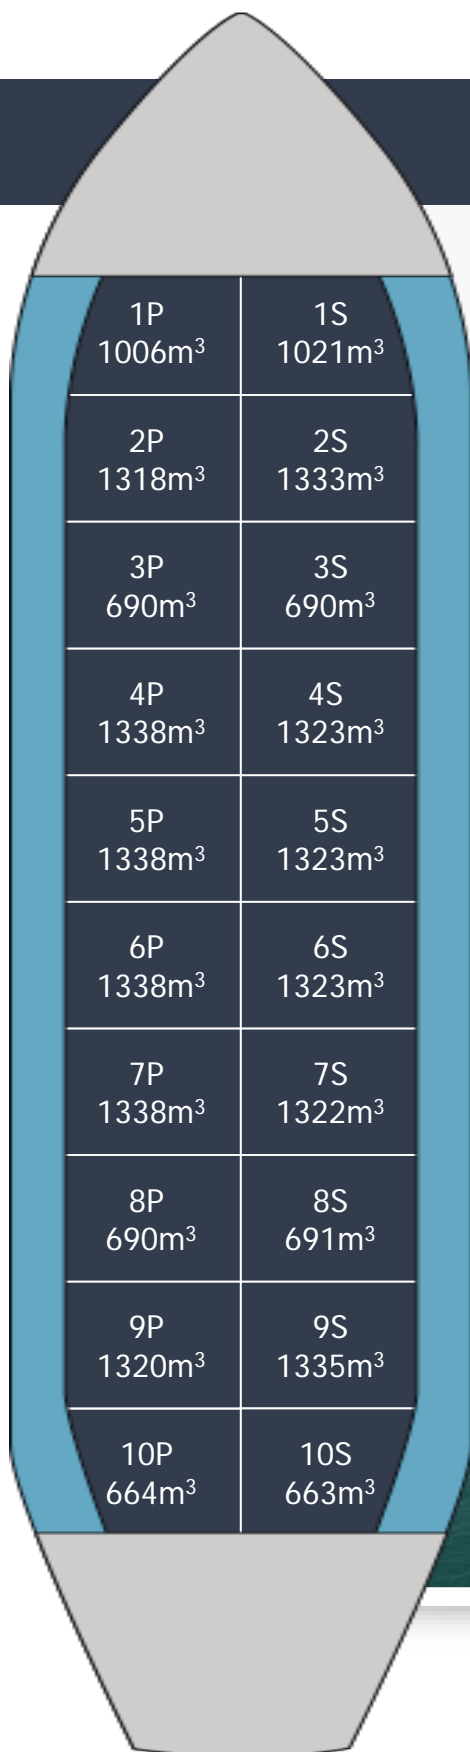 1P 1S
1006m³ 1021m³
2P 2S
1318m³ 1333m³
3P 3S
690m³ 690m³
4P 4S
1338m³ 1323m³
5P 5S
1338m³ 1323m³
6P 6S
1338m³ 1323m³
7P 7S
1338m³ 1322m³
8P 8S
690m³ 691m³
9P 9S
1320m³ 1335m³
10P 10S
664m³ 663m³